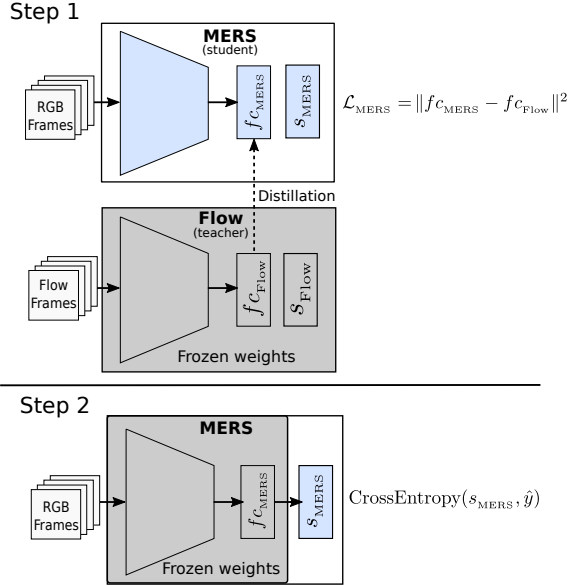 Step 1
MERS
(student)
RGB
Frames
fc_MERS
s_MERS
ℒ_MERS = ‖fc_MERS − fc_Flow‖²
Distillation
Flow
(teacher)
Flow
Frames
fc_Flow
s_Flow
Frozen weights
Step 2
MERS
RGB
Frames
fc_MERS
s_MERS
CrossEntropy(s_MERS, ŷ)
Frozen weights